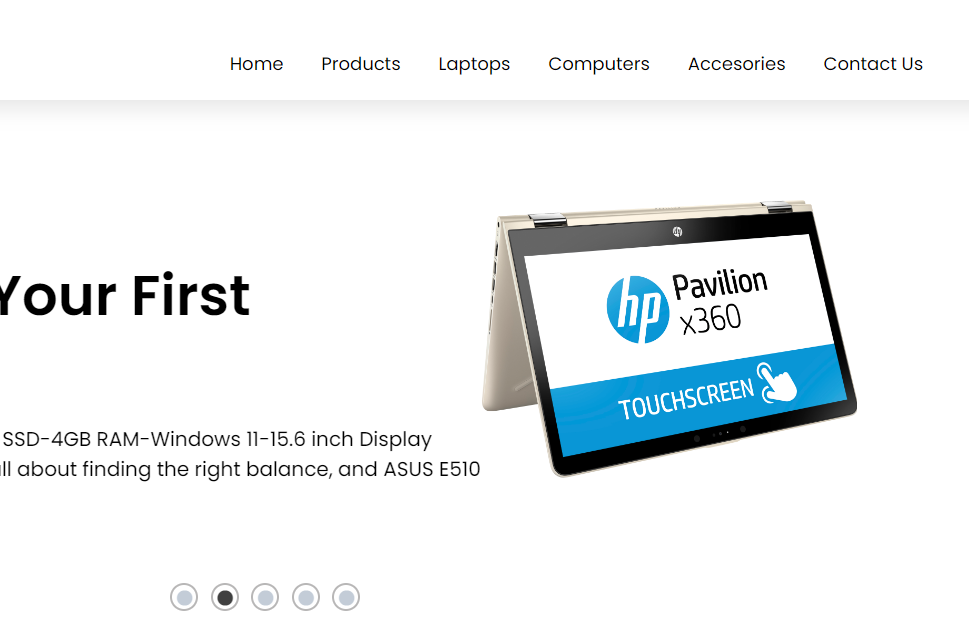 Home Products Laptops Computers Accesories Contact Us
hp Pavilion
x360
Your First
TOUCHSCREEN
SSD-4GB RAM-Windows 11-15.6 inch Display
about finding the right balance, and ASUS E510